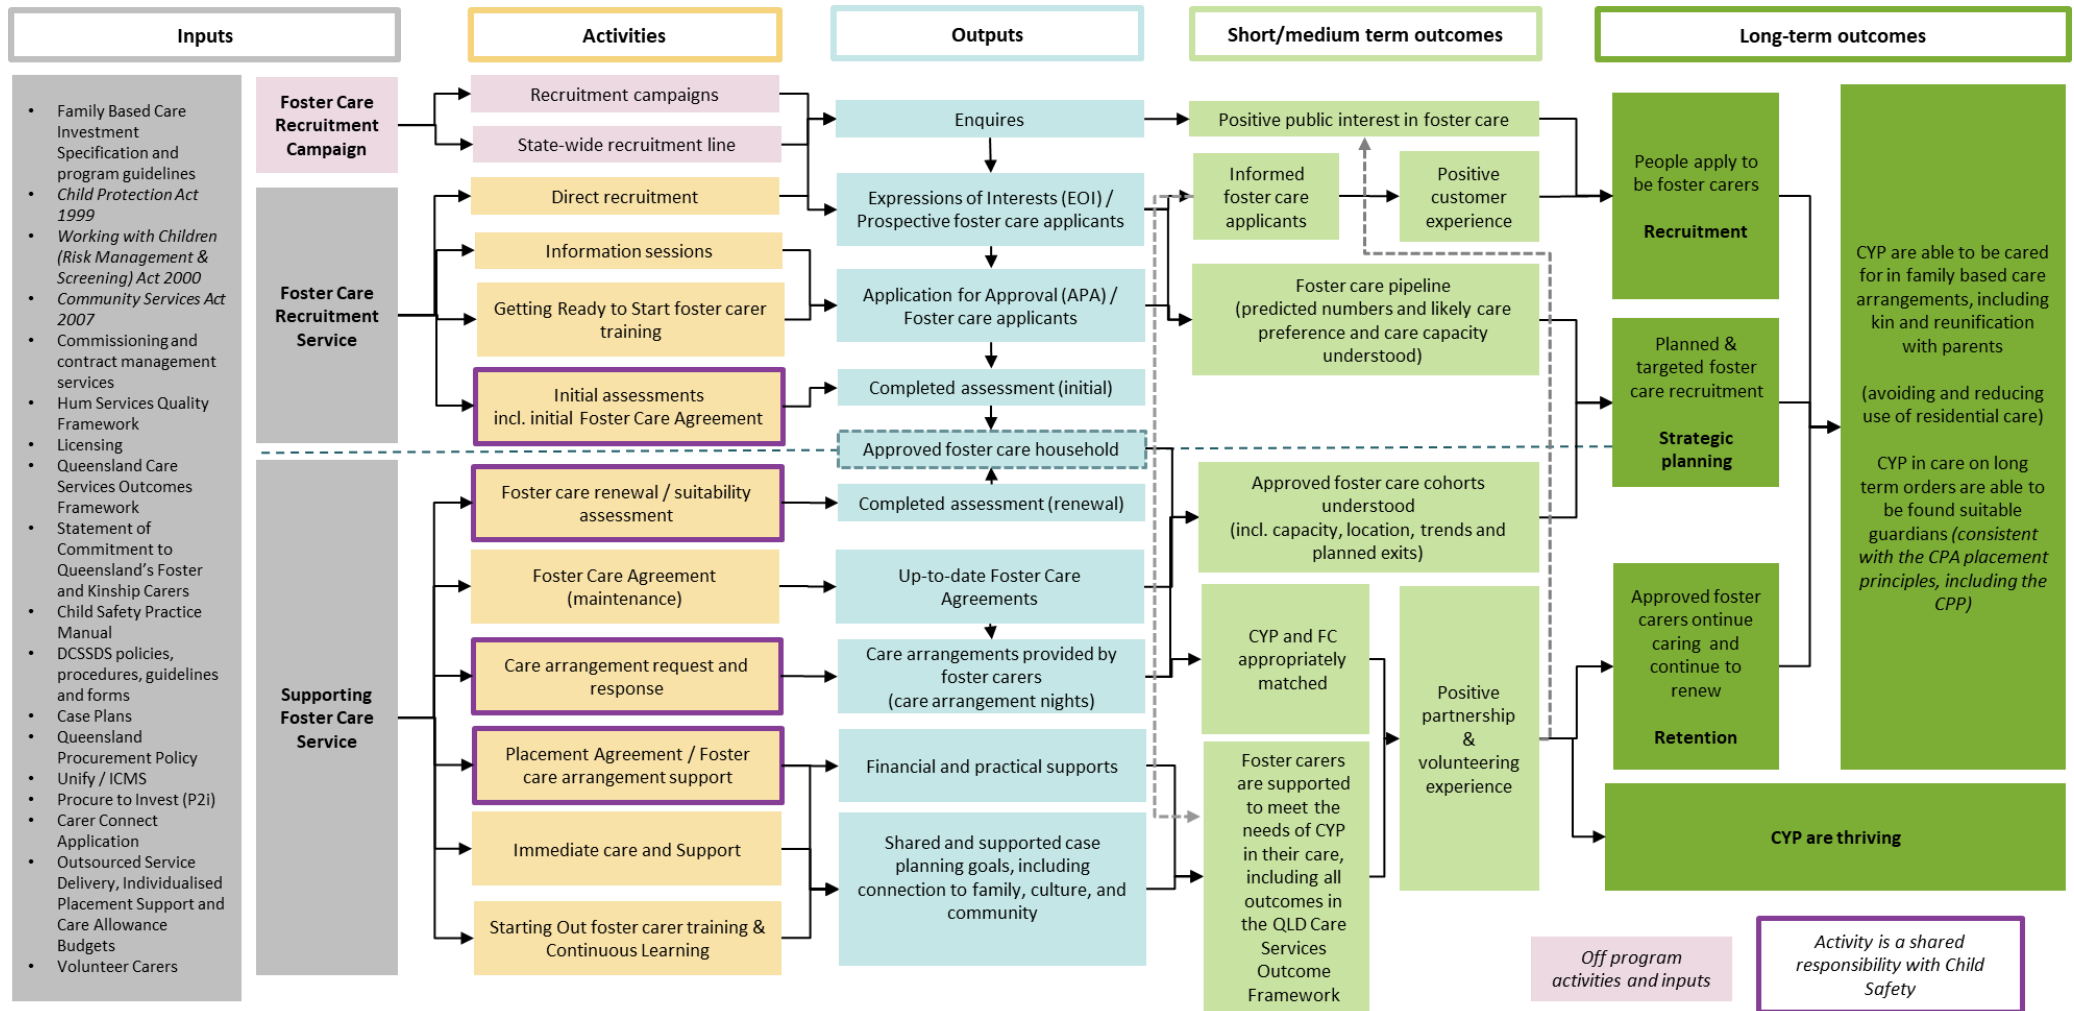 Inputs
Activities
Outputs
Short/medium term outcomes
Long-term outcomes
• Family Based Care
Investment
Specification and
program guidelines
• Child Protection Act
1999
• Working with Children
(Risk Management &
Screening) Act 2000
• Community Services Act
2007
• Commissioning and
contract management
services
• Hum Services Quality
Framework
• Licensing
• Queensland Care
Services Outcomes
Framework
• Statement of
Commitment to
Queensland's Foster
and Kinship Carers
• Child Safety Practice
Manual
• DCSSDS policies,
procedures, guidelines
and forms
• Case Plans
• Queensland
Procurement Policy
• Unify / ICMS
• Procure to Invest (P2i)
• Carer Connect
Application
• Outsourced Service
Delivery, Individualised
Placement Support and
Care Allowance
Budgets
• Volunteer Carers
Foster Care
Recruitment
Campaign
Foster Care
Recruitment
Service
Supporting
Foster Care
Service
Recruitment campaigns
State-wide recruitment line
Direct recruitment
Information sessions
Getting Ready to Start foster carer
training
Initial assessments
incl. initial Foster Care Agreement
Foster care renewal / suitability
assessment
Foster Care Agreement
(maintenance)
Care arrangement request and
response
Placement Agreement / Foster
care arrangement support
Immediate care and Support
Starting Out foster carer training &
Continuous Learning
Enquires
Expressions of Interests (EOI) /
Prospective foster care applicants
Application for Approval (APA) /
Foster care applicants
Completed assessment (initial)
Approved foster care household
Completed assessment (renewal)
Up-to-date Foster Care
Agreements
Care arrangements provided by
foster carers
(care arrangement nights)
Financial and practical supports
Shared and supported case
planning goals, including
connection to family, culture, and
community
Positive public interest in foster care
Informed
foster care
applicants
Positive
customer
experience
Foster care pipeline
(predicted numbers and likely care
preference and care capacity
understood)
Approved foster care cohorts
understood
(incl. capacity, location, trends and
planned exits)
CYP and FC
appropriately
matched
Foster carers
are supported
to meet the
needs of CYP
in their care,
including all
outcomes in
the QLD Care
Services
Outcome
Framework
Positive
partnership
&
volunteering
experience
People apply to
be foster carers
Recruitment
Planned &
targeted foster
care recruitment
Strategic
planning
Approved foster
carers ontinue
caring and
continue to
renew
Retention
CYP are able to be cared
for in family based care
arrangements, including
kin and reunification
with parents
(avoiding and reducing
use of residential care)
CYP in care on long
term orders are able to
be found suitable
guardians (consistent
with the CPA placement
principles, including the
CPP)
CYP are thriving
Off program
activities and inputs
Activity is a shared
responsibility with Child
Safety